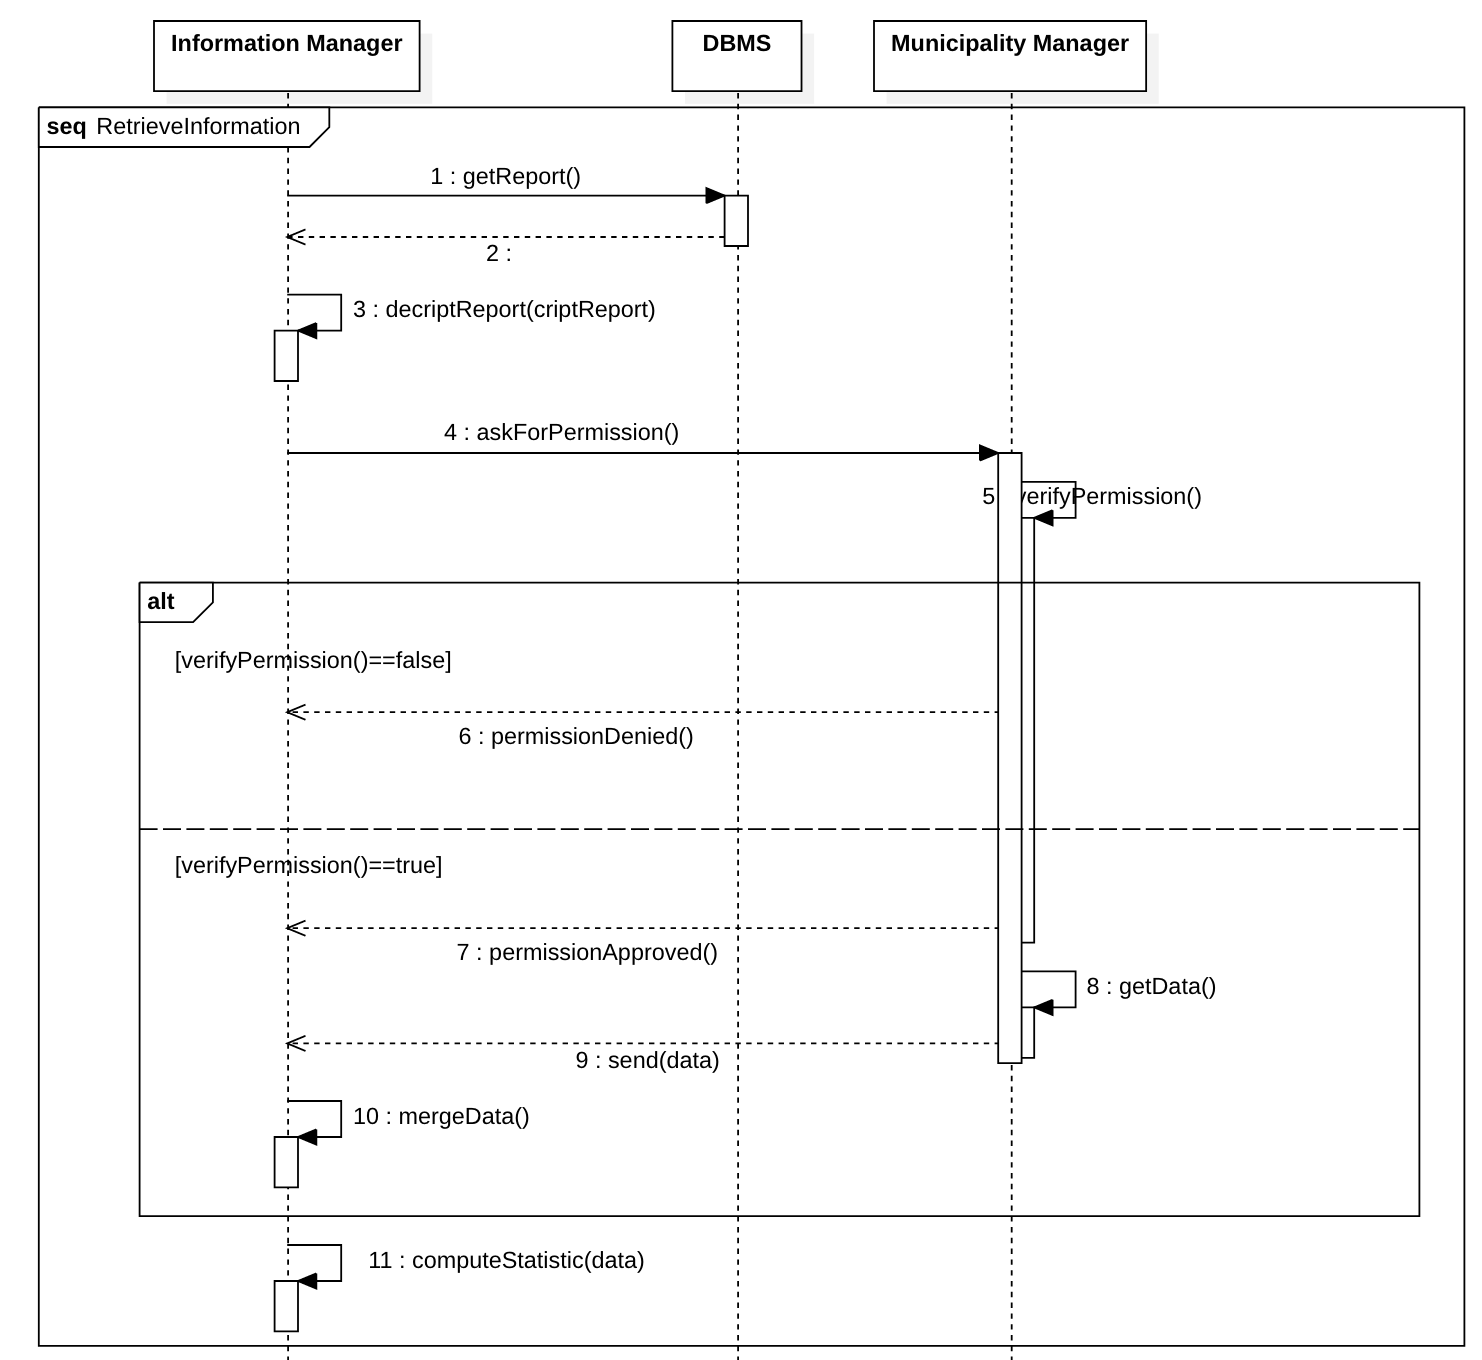 Information Manager
DBMS
Municipality Manager
seq RetrieveInformation
1 : getReport()
2 :
3 : decriptReport(criptReport)
4 : askForPermission()
5 : verifyPermission()
alt
[verifyPermission()==false]
6 : permissionDenied()
[verifyPermission()==true]
7 : permissionApproved()
8 : getData()
9 : send(data)
10 : mergeData()
11 : computeStatistic(data)